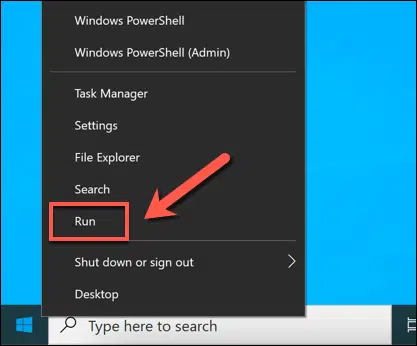 Windows PowerShell
Windows PowerShell (Admin)
Task Manager
Settings
File Explorer
Search
Run
Shut down or sign out
Desktop
Type here to search